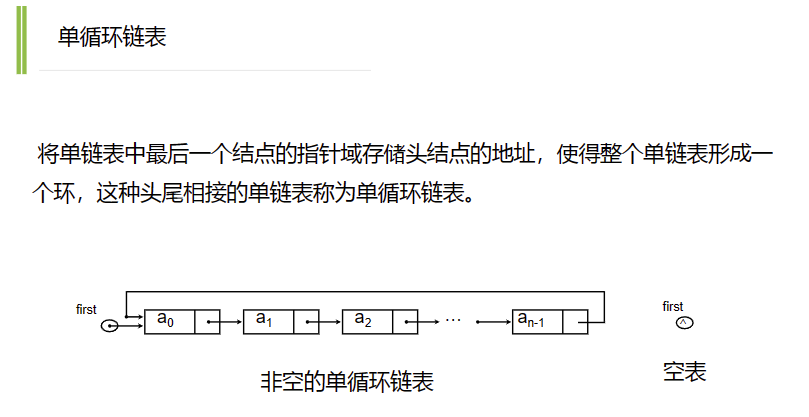 单循环链表
将单链表中最后一个结点的指针域存储头结点的地址，使得整个单链表形成一
个环，这种头尾相接的单链表称为单循环链表。
first a0 a1 a2 ··· an-1
first ^
非空的单循环链表
空表